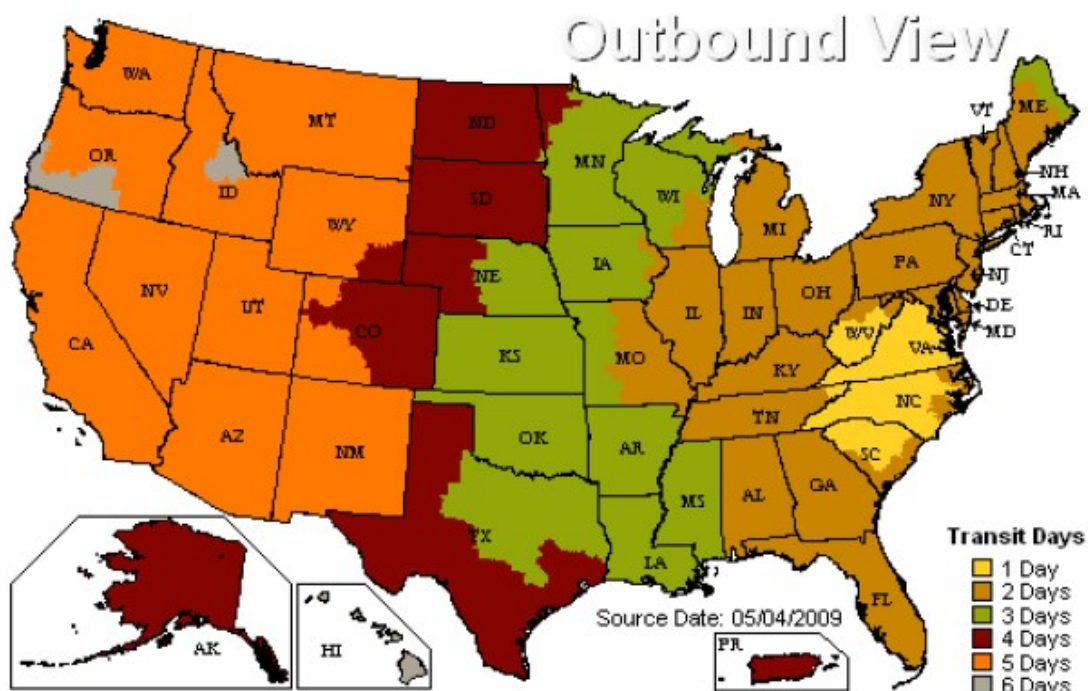 Outbound View
WA
MT
ND
MN
VT
ME
OR
ID
SD
WI
NH
MA
NY
WY
MI
RI
CT
NE
IA
PA
NJ
NV
UT
IL
IN
OH
DE
MD
CA
CO
WV
VA
KS
MO
KY
NC
TN
AZ
NM
OK
AR
SC
MS
AL
GA
TX
LA
FL
Transit Days
1 Day
2 Days
3 Days
4 Days
5 Days
6 Days
Source Date: 05/04/2009
AK
HI
PR